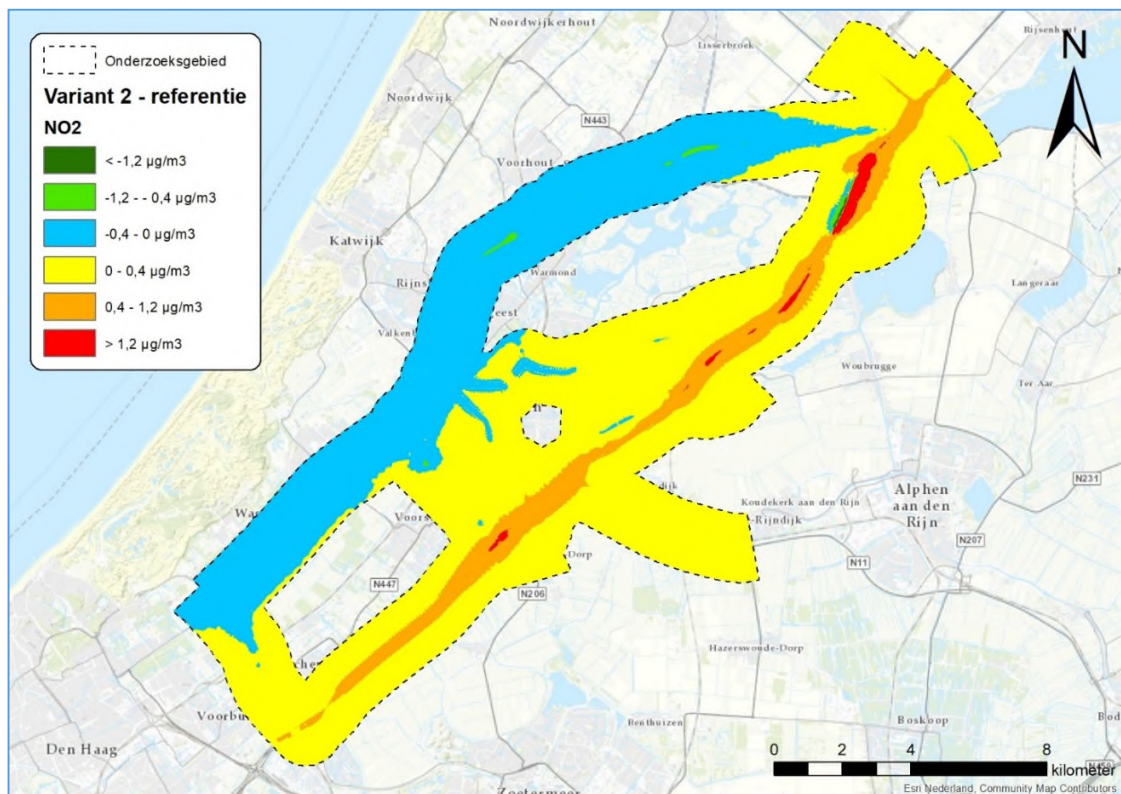 Onderzoeksgebied
Variant 2 - referentie
NO2
< -1,2 µg/m3
-1,2 - - 0,4 µg/m3
-0,4 - 0 µg/m3
0 - 0,4 µg/m3
0,4 - 1,2 µg/m3
> 1,2 µg/m3
Noordwijkerhout
Lisserbroek
Rijsenhout
N
Noordwijk
N443
Voorhout
Katwijk
Rijns
Warmond
Langeraar
eest
Valken
Woubrugge
Ter Aar
n
dijk
Koudekerk aan den Rijn
Alphen
aan den
Rijn
N231
Wa
Voors
-Rijndijk
N207
N11
Dorp
N447
N206
Hazerswoude-Dorp
Voorbu
Benthuizen
Boskoop
Den Haag
Zoetermeer
0 2 4 8
kilometer
Esri Nederland, Community Map Contributors